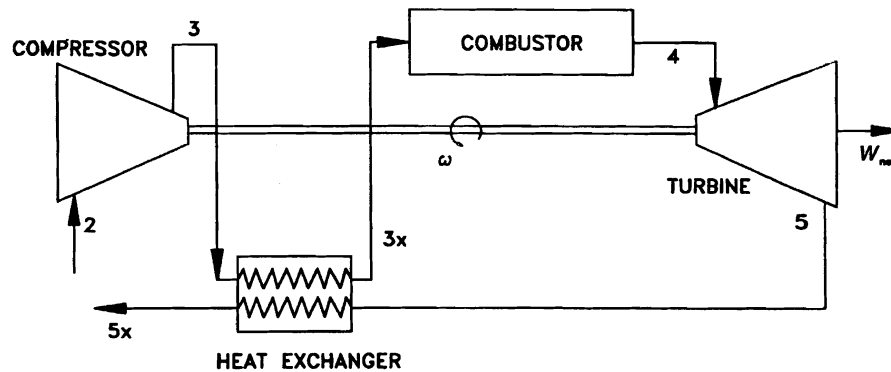 COMPRESSOR
3
COMBUSTOR
4
ω
TURBINE
2
3x
5
5x
HEAT EXCHANGER